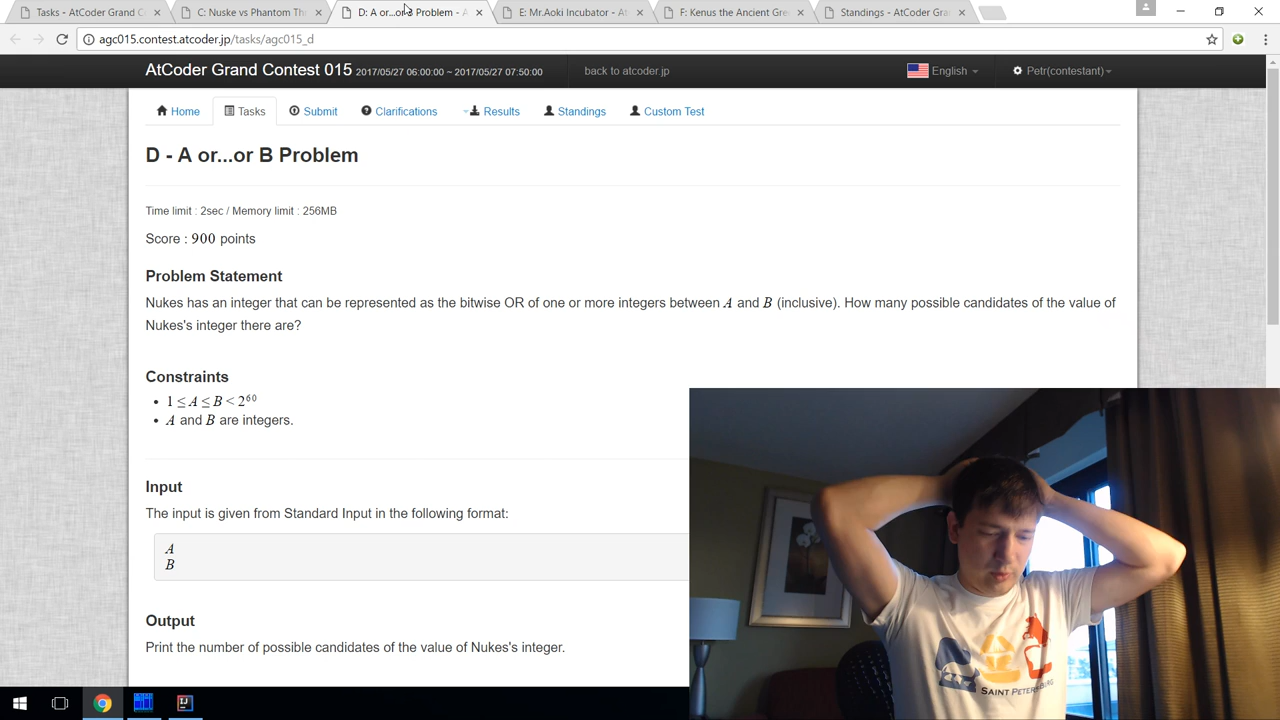 Tasks - AtCoder Grand C
C: Nuske vs Phantom Th
D: A or...or B Problem - A
E: Mr.Aoki Incubator - At
F: Kenus the Ancient Gre
Standings - AtCoder Gra
agc015.contest.atcoder.jp/tasks/agc015_d
AtCoder Grand Contest 015 2017/05/27 06:00:00 ~ 2017/05/27 07:50:00 back to atcoder.jp English Petr(contestant)
Home Tasks Submit Clarifications Results Standings Custom Test
D - A or...or B Problem
Time limit : 2sec / Memory limit : 256MB
Score : 900 points
Problem Statement
Nukes has an integer that can be represented as the bitwise OR of one or more integers between A and B (inclusive). How many possible candidates of the value of
Nukes's integer there are?
Constraints
• 1 ≤ A ≤ B < 2⁶⁰
• A and B are integers.
Input
The input is given from Standard Input in the following format:
A
B
Output
Print the number of possible candidates of the value of Nukes's integer.
SAINT PETERSBURG